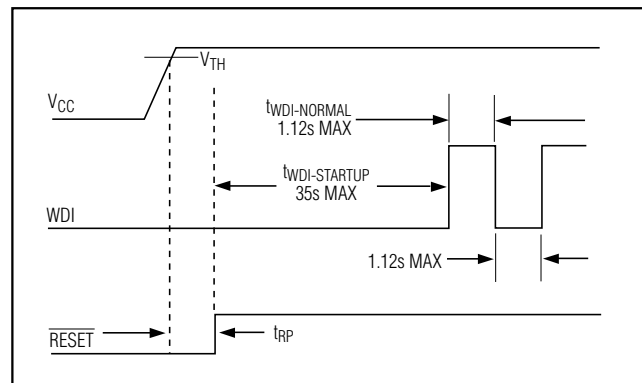 VTH
VCC
tWDI-NORMAL
1.12s MAX
tWDI-STARTUP
35s MAX
WDI
1.12s MAX
RESET
tRP